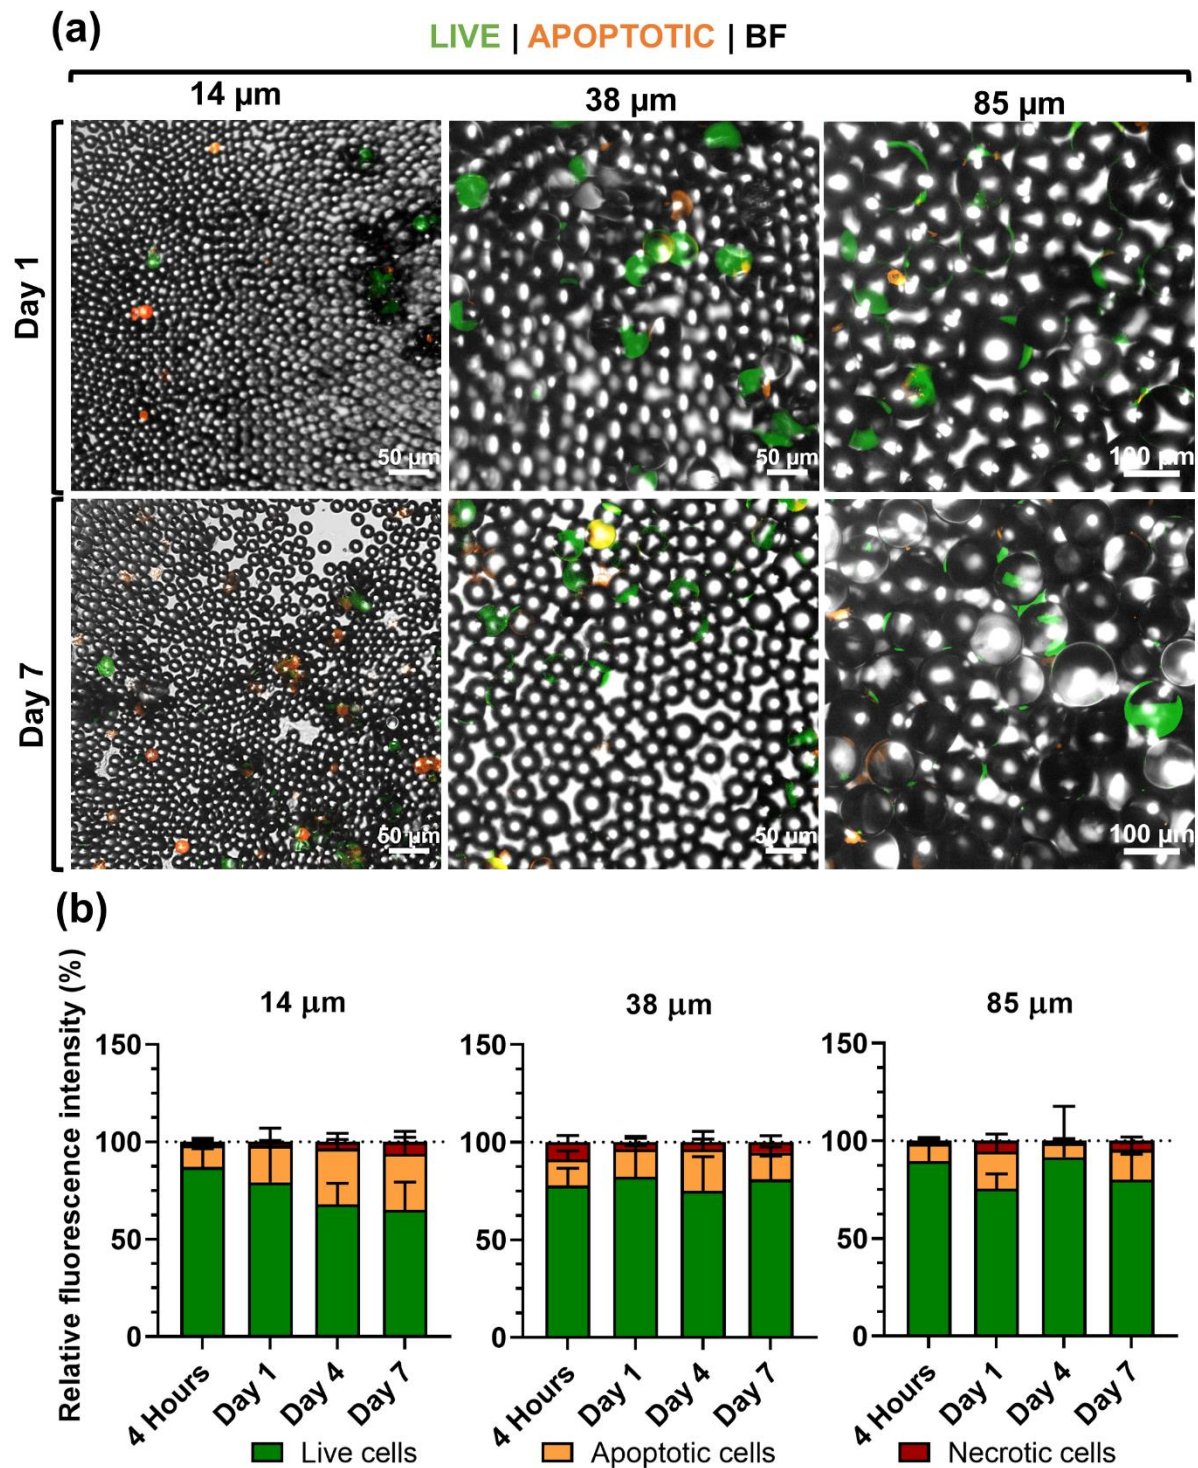 (a)
LIVE | APOPTOTIC | BF
14 µm
38 µm
85 µm
Day 1
50 µm
50 µm
100 µm
Day 7
50 µm
50 µm
100 µm
(b)
Relative fluorescence intensity (%)
14 µm
38 µm
85 µm
150
100
50
0
150
100
50
0
150
100
50
0
4 Hours
Day 1
Day 4
Day 7
4 Hours
Day 1
Day 4
Day 7
4 Hours
Day 1
Day 4
Day 7
Live cells
Apoptotic cells
Necrotic cells